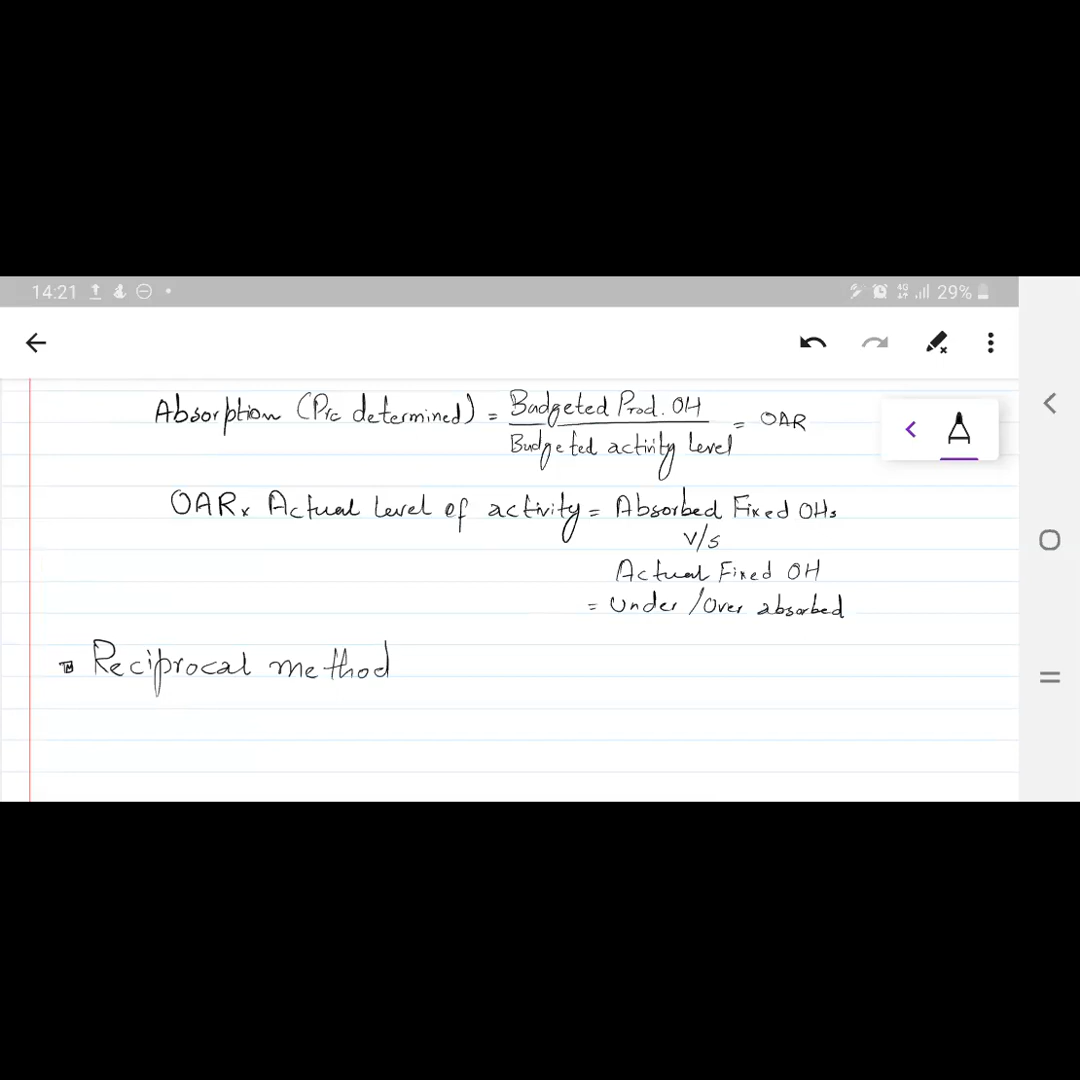 14:21
4G 29%
Absorption (Pre determined) = Budgeted Prod. OH / Budgeted activity Level = OAR
OAR x Actual Level of activity = Absorbed Fixed OHs
V/s
Actual Fixed OH
= Under / Over absorbed
Reciprocal method